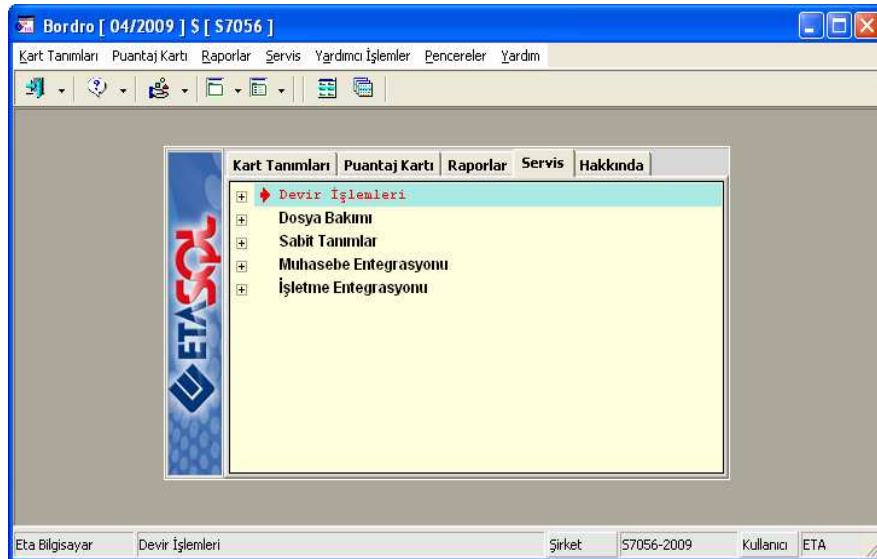 Bordro [ 04/2009 ] $ [ S7056 ]
Kart Tanımları Puantaj Kartı Raporlar Servis Yardımcı İşlemler Pencereler Yardım
Kart Tanımları Puantaj Kartı Raporlar Servis Hakkında
Devir İşlemleri
Dosya Bakımı
Sabit Tanımlar
Muhasebe Entegrasyonu
İşletme Entegrasyonu
ETASQL
Eta Bilgisayar Devir İşlemleri Şirket S7056-2009 Kullanıcı ETA